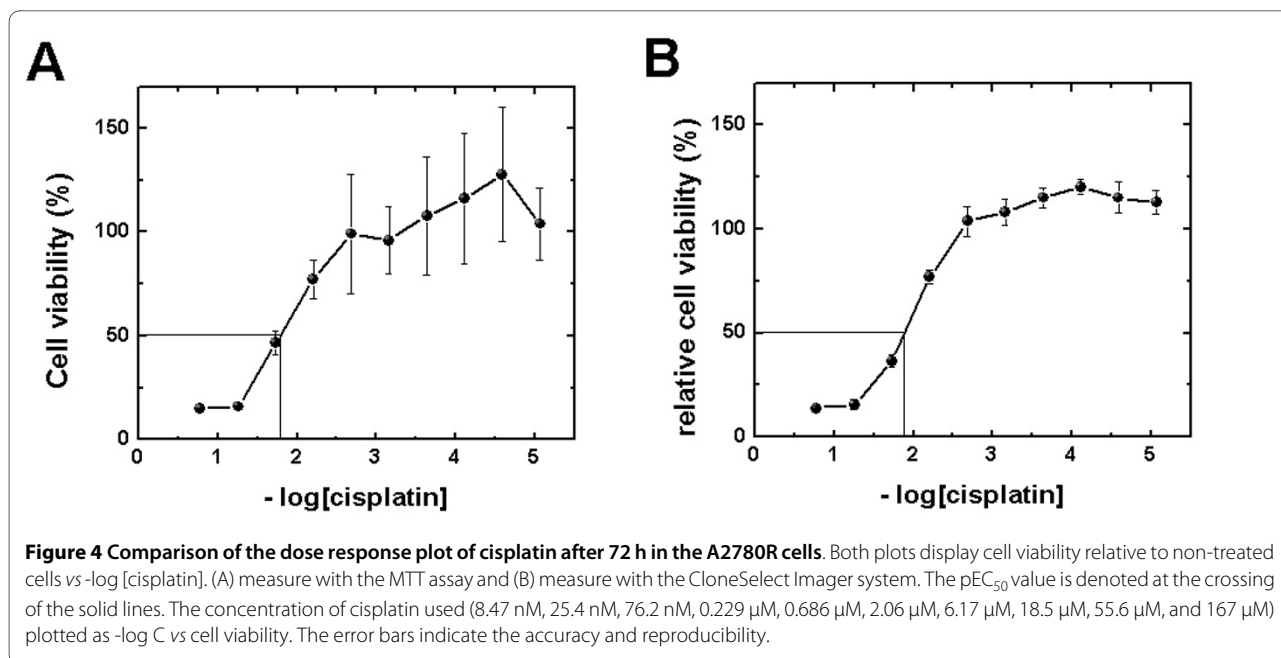 A
B
Cell viability (%)
150
100
50
0
0 1 2 3 4 5
- log[cisplatin]
relative cell viability (%)
150
100
50
0
0 1 2 3 4 5
- log[cisplatin]
Figure 4 Comparison of the dose response plot of cisplatin after 72 h in the A2780R cells. Both plots display cell viability relative to non-treated
cells vs -log [cisplatin]. (A) measure with the MTT assay and (B) measure with the CloneSelect Imager system. The pEC50 value is denoted at the crossing
of the solid lines. The concentration of cisplatin used (8.47 nM, 25.4 nM, 76.2 nM, 0.229 μM, 0.686 μM, 2.06 μM, 6.17 μM, 18.5 μM, 55.6 μM, and 167 μM)
plotted as -log C vs cell viability. The error bars indicate the accuracy and reproducibility.